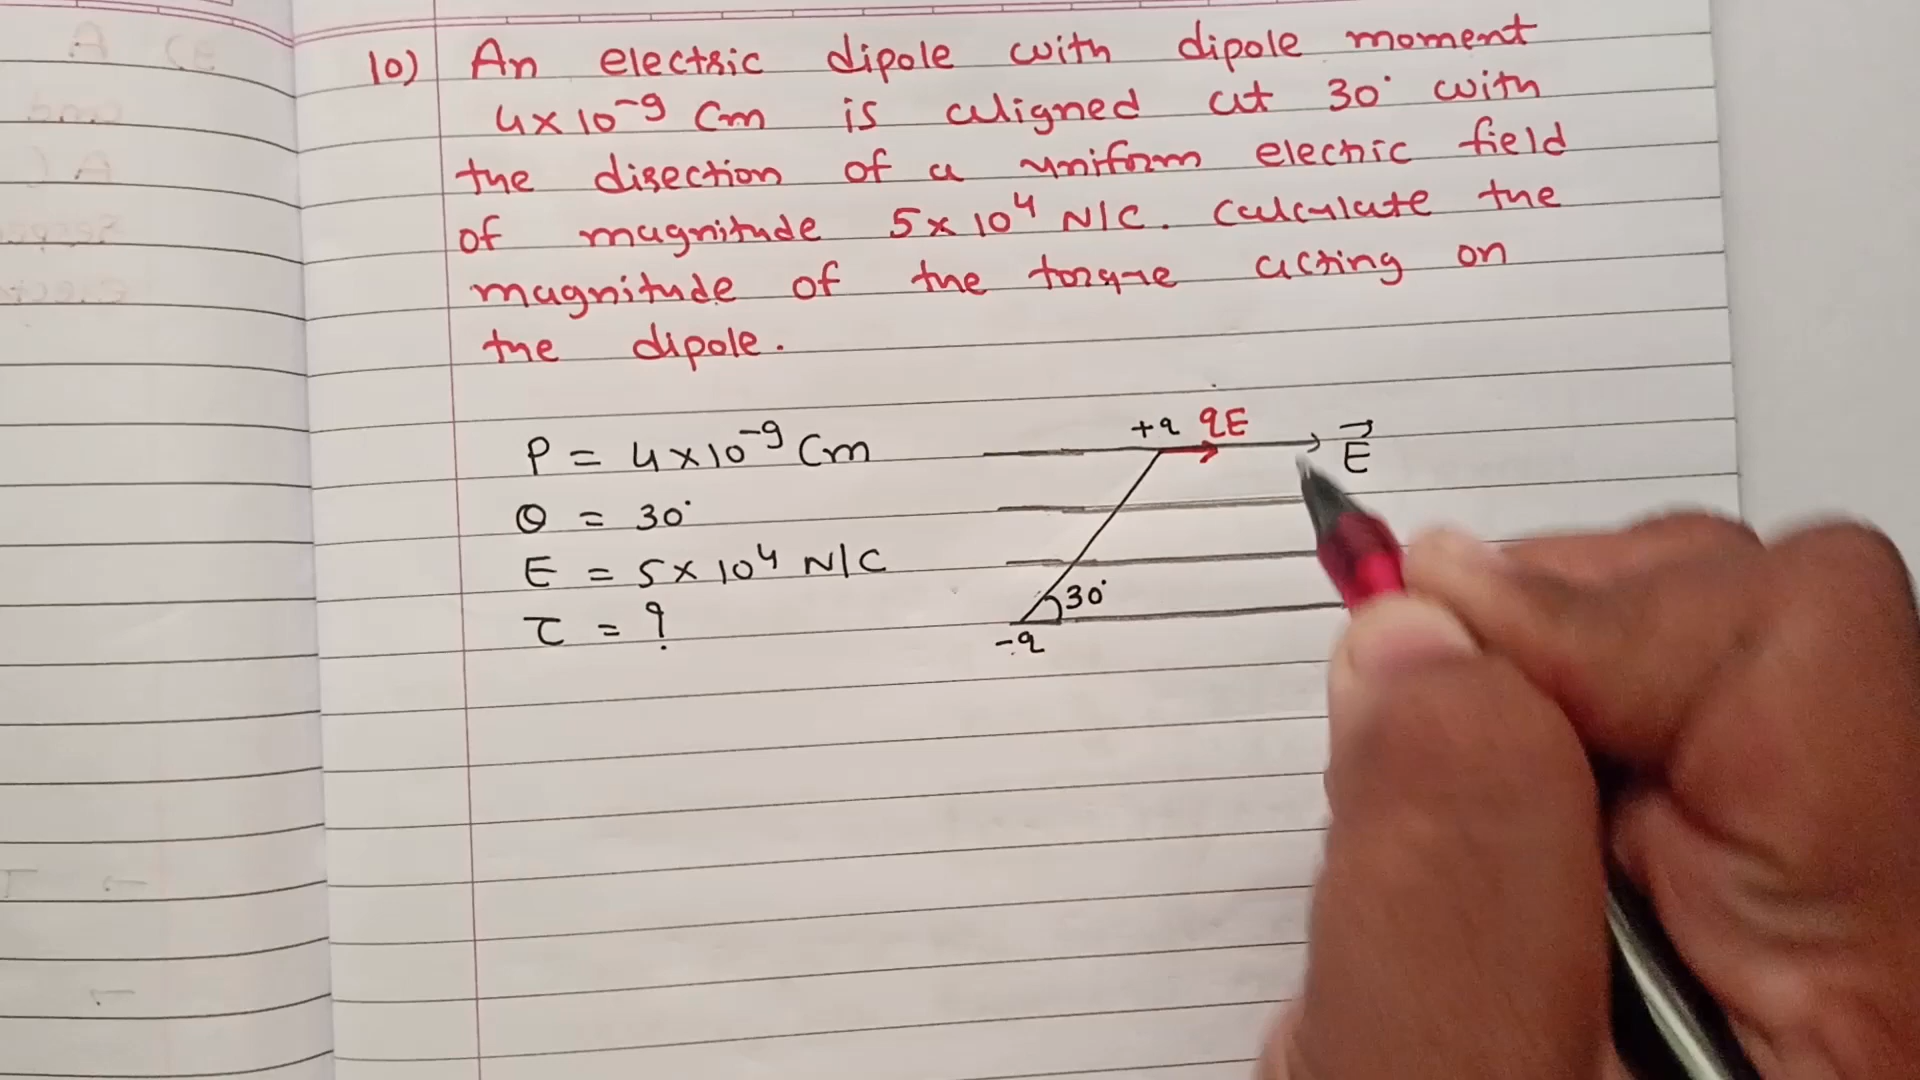 10) An electric dipole with dipole moment
4×10⁻⁹ Cm is aligned at 30° with
the direction of a uniform electric field
of magnitude 5×10⁴ N/C. Calculate the
magnitude of the torque acting on
the dipole.
P = 4×10⁻⁹ Cm
θ = 30°
E = 5×10⁴ N/C
τ = ?
+q qE
E⃗
30°
-q